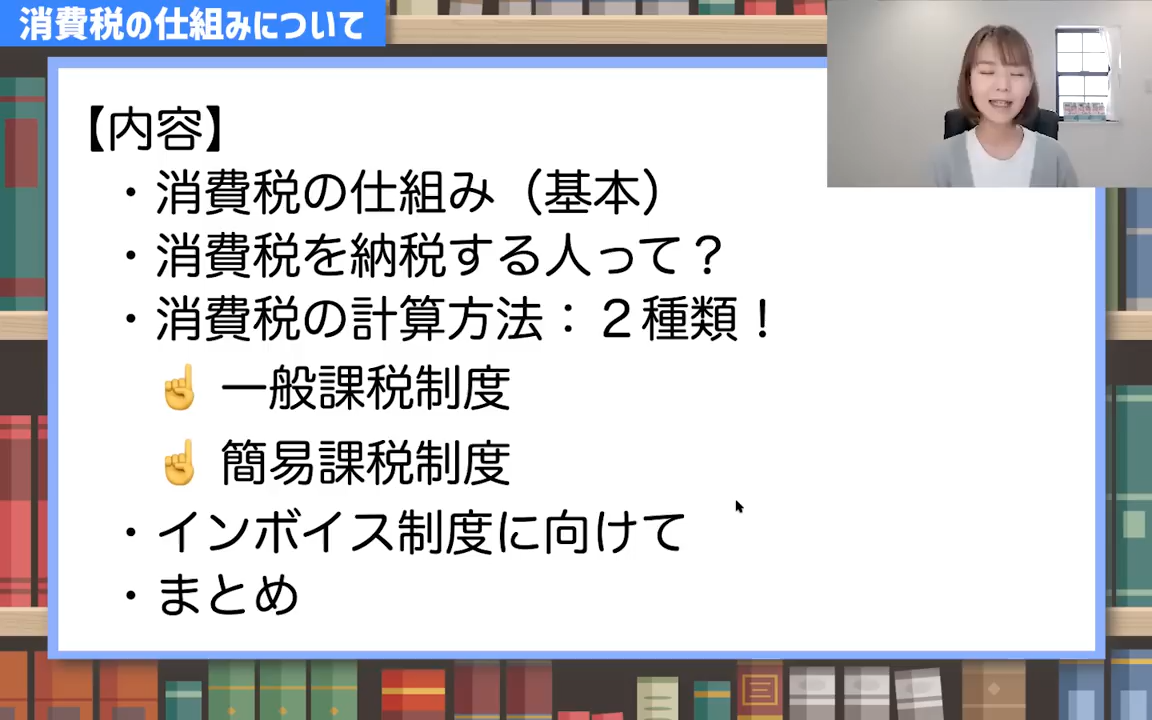 消費税の仕組みについて
【内容】
・消費税の仕組み（基本）
・消費税を納税する人って？
・消費税の計算方法：２種類！
☝ 一般課税制度
☝ 簡易課税制度
・インボイス制度に向けて
・まとめ